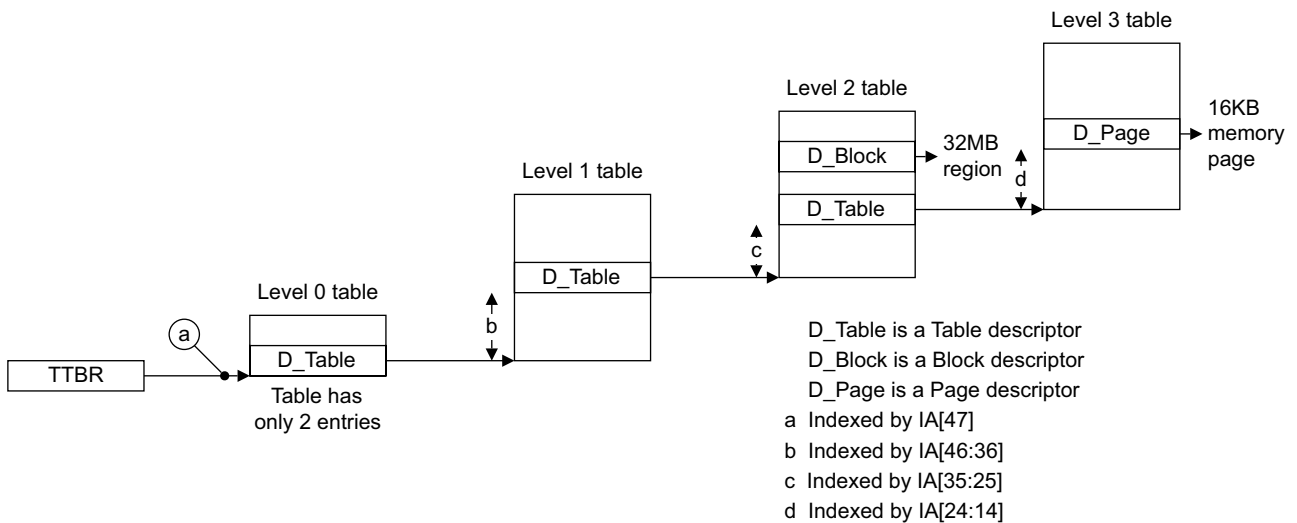 Level 3 table
D_Page
16KB
memory
page
d
Level 2 table
D_Block
32MB
region
D_Table
c
Level 1 table
D_Table
b
Level 0 table
a
D_Table
TTBR
Table has
only 2 entries
D_Table is a Table descriptor
D_Block is a Block descriptor
D_Page is a Page descriptor
a Indexed by IA[47]
b Indexed by IA[46:36]
c Indexed by IA[35:25]
d Indexed by IA[24:14]